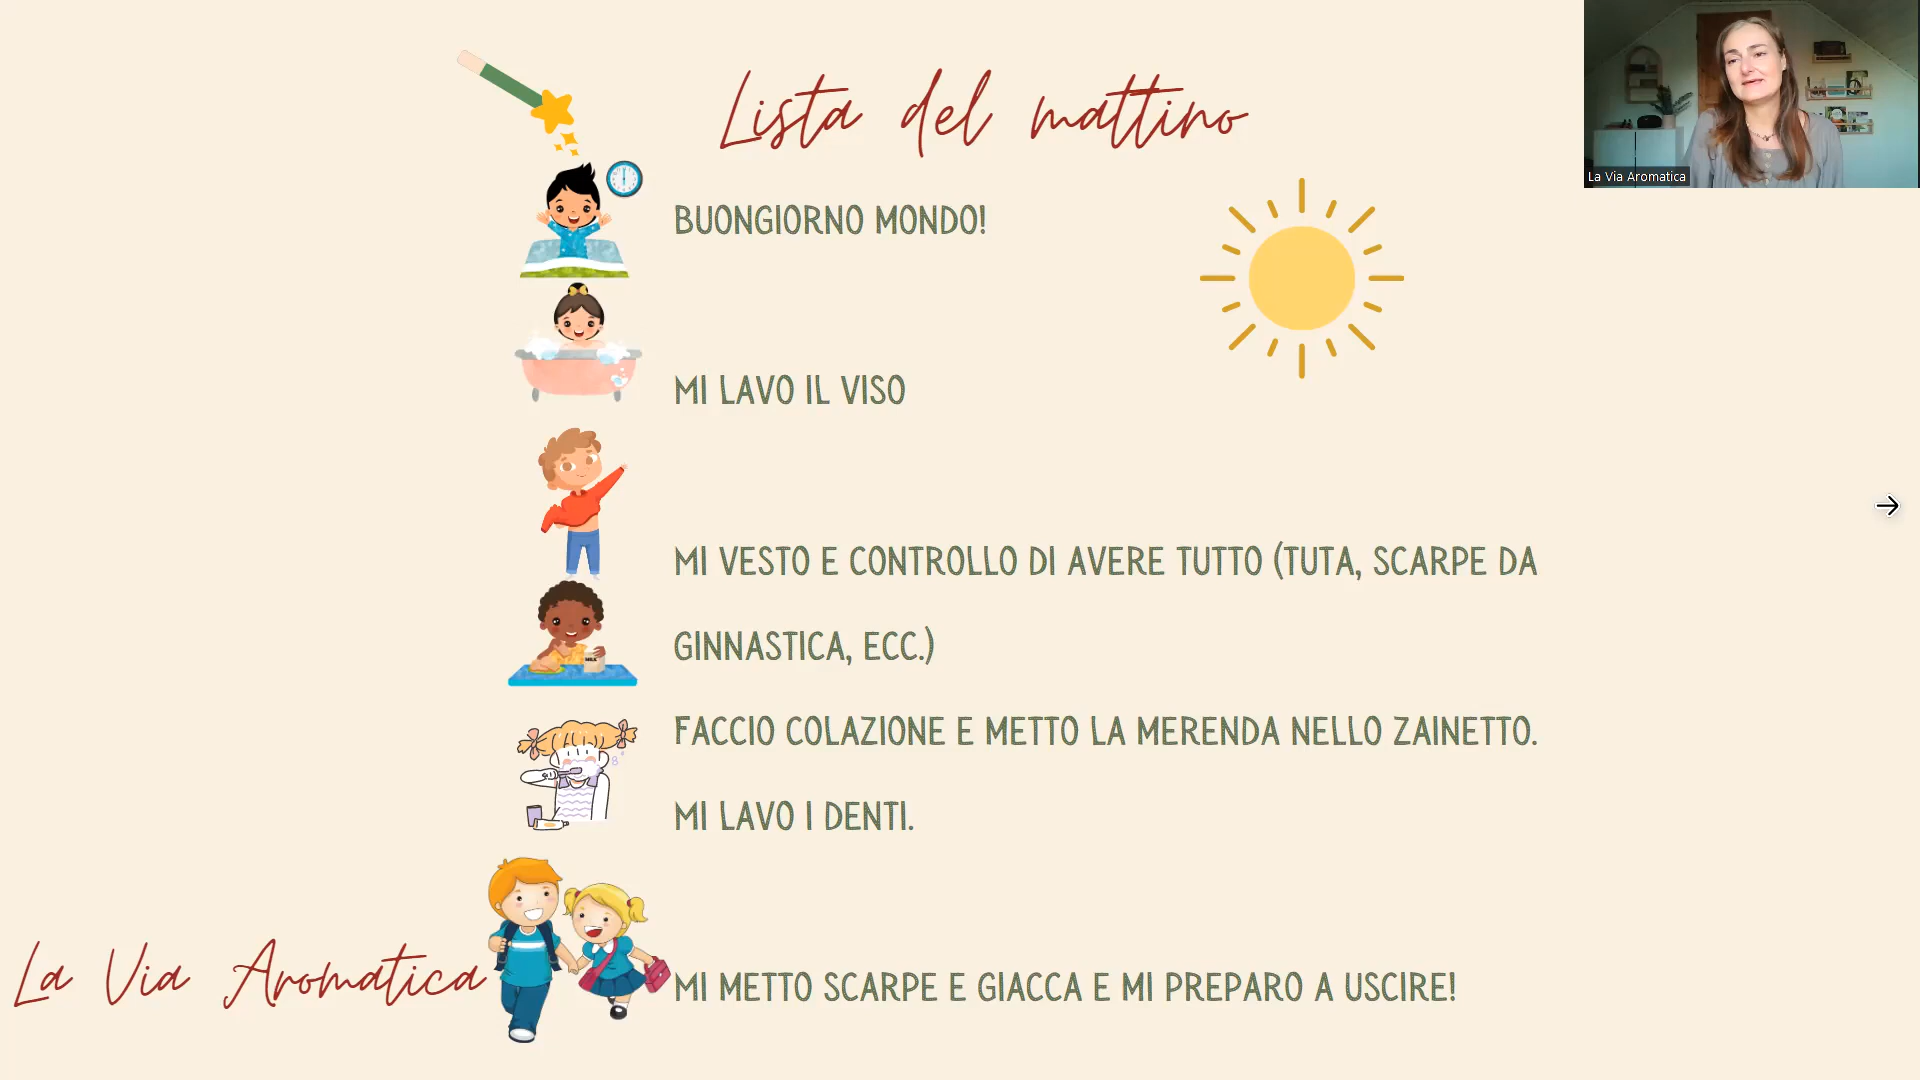 Lista del mattino
La Via Aromatica
BUONGIORNO MONDO!
MI LAVO IL VISO
MI VESTO E CONTROLLO DI AVERE TUTTO (TUTA, SCARPE DA
GINNASTICA, ECC.)
MILK
FACCIO COLAZIONE E METTO LA MERENDA NELLO ZAINETTO.
MI LAVO I DENTI.
La Via Aromatica
MI METTO SCARPE E GIACCA E MI PREPARO A USCIRE!